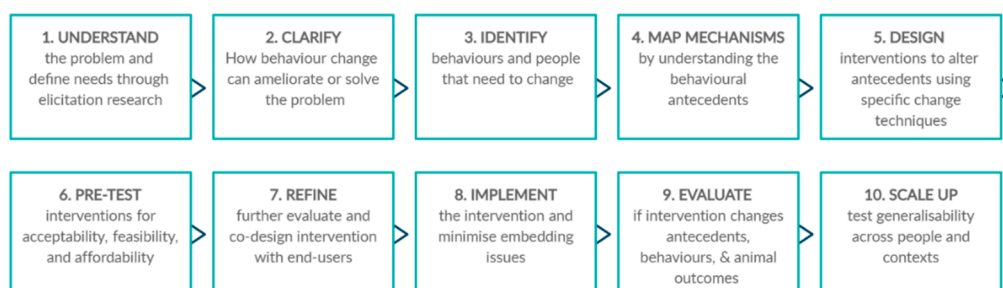 1. UNDERSTAND
the problem and
define needs through
elicitation research
2. CLARIFY
How behaviour change
can ameliorate or solve
the problem
3. IDENTIFY
behaviours and people
that need to change
4. MAP MECHANISMS
by understanding the
behavioural
antecedents
5. DESIGN
interventions to alter
antecedents using
specific change
techniques
6. PRE-TEST
interventions for
acceptability, feasibility,
and affordability
7. REFINE
further evaluate and
co-design intervention
with end-users
8. IMPLEMENT
the intervention and
minimise embedding
issues
9. EVALUATE
if intervention changes
antecedents,
behaviours, & animal
outcomes
10. SCALE UP
test generalisability
across people and
contexts